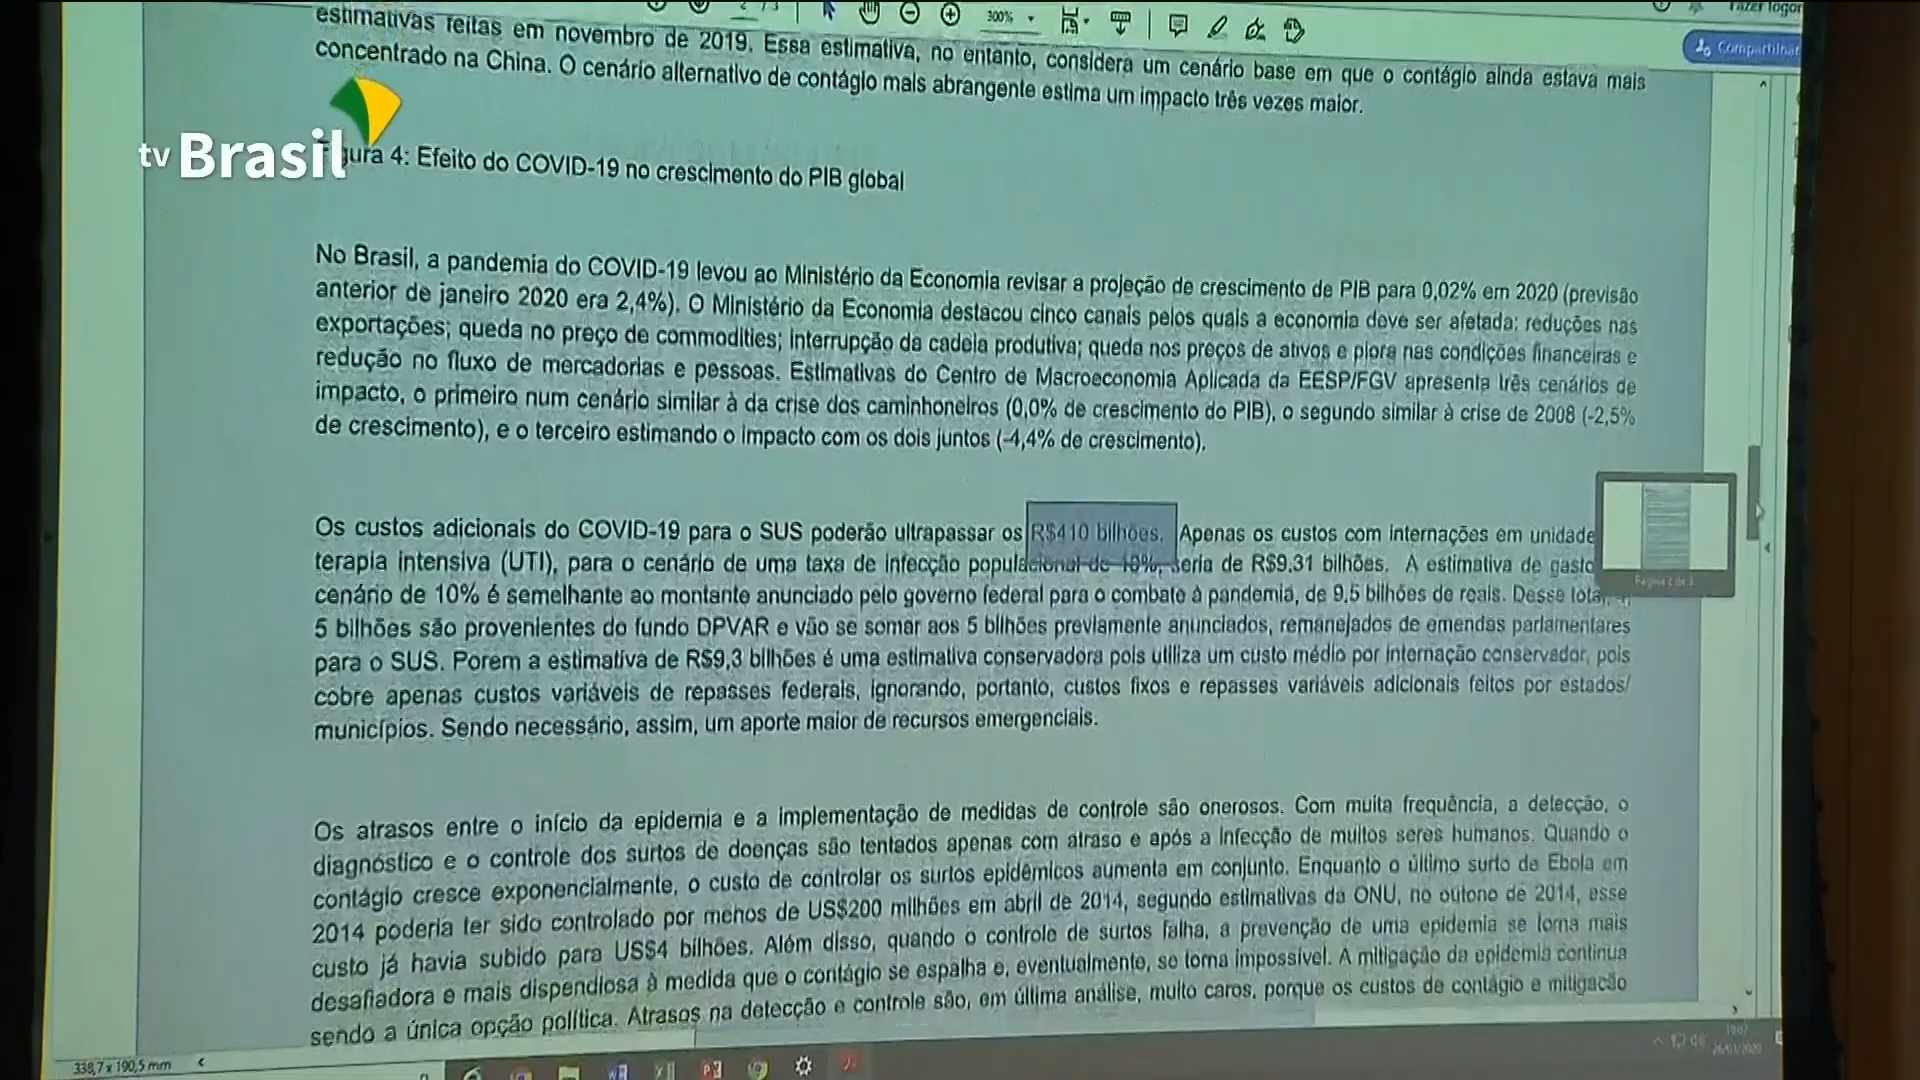 2 / 3
300%
Fazer logon
Compartilhar
estimativas feitas em novembro de 2019. Essa estimativa, no entanto, considera um cenário base em que o contágio ainda estava mais
concentrado na China. O cenário alternativo de contágio mais abrangente estima um impacto três vezes maior.
tv Brasil
gura 4: Efeito do COVID-19 no crescimento do PIB global
No Brasil, a pandemia do COVID-19 levou ao Ministério da Economia revisar a projeção de crescimento de PIB para 0,02% em 2020 (previsão
anterior de janeiro 2020 era 2,4%). O Ministério da Economia destacou cinco canais pelos quais a economia deve ser afetada: reduções nas
exportações; queda no preço de commodities; interrupção da cadeia produtiva; queda nos preços de ativos e piora nas condições financeiras e
redução no fluxo de mercadorias e pessoas. Estimativas do Centro de Macroeconomia Aplicada da EESP/FGV apresenta três cenários de
impacto, o primeiro num cenário similar à da crise dos caminhoneiros (0,0% de crescimento do PIB), o segundo similar à crise de 2008 (-2,5%
de crescimento), e o terceiro estimando o impacto com os dois juntos (-4,4% de crescimento).
Os custos adicionais do COVID-19 para o SUS poderão ultrapassar os R$410 bilhões. Apenas os custos com internações em unidade
terapia intensiva (UTI), para o cenário de uma taxa de infecção populacional de 10%, seria de R$9,31 bilhões. A estimativa de gasto
cenário de 10% é semelhante ao montante anunciado pelo governo federal para o combate à pandemia, de 9,5 bilhões de reais. Desse total,
5 bilhões são provenientes do fundo DPVAR e vão se somar aos 5 bilhões previamente anunciados, remanejados de emendas parlamentares
para o SUS. Porem a estimativa de R$9,3 bilhões é uma estimativa conservadora pois utiliza um custo médio por internação conservador, pois
cobre apenas custos variáveis de repasses federais, ignorando, portanto, custos fixos e repasses variáveis adicionais feitos por estados/
municípios. Sendo necessário, assim, um aporte maior de recursos emergenciais.
Página 2 de 3
Os atrasos entre o início da epidemia e a implementação de medidas de controle são onerosos. Com muita frequência, a detecção, o
diagnóstico e o controle dos surtos de doenças são tentados apenas com atraso e após a infecção de muitos seres humanos. Quando o
contágio cresce exponencialmente, o custo de controlar os surtos epidêmicos aumenta em conjunto. Enquanto o último surto de Ebola em
2014 poderia ter sido controlado por menos de US$200 milhões em abril de 2014, segundo estimativas da ONU, no outono de 2014, esse
custo já havia subido para US$4 bilhões. Além disso, quando o controle de surtos falha, a prevenção de uma epidemia se torna mais
desafiadora e mais dispendiosa à medida que o contágio se espalha e, eventualmente, se torna impossível. A mitigação da epidemia continua
sendo a única opção política. Atrasos na detecção e controle são, em última análise, muito caros, porque os custos de contágio e mitigação
338,7 x 190,5 mm
26/03/2020